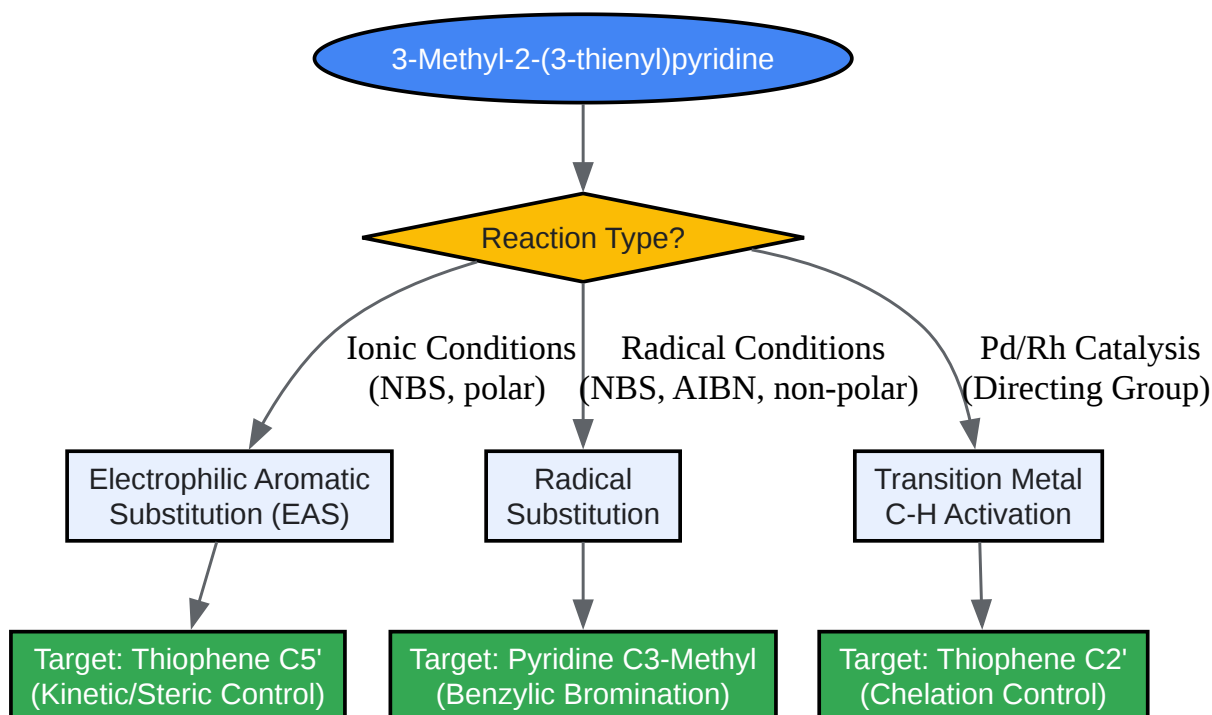 3-Methyl-2-(3-thienyl)pyridine
Reaction Type?
Ionic Conditions
(NBS, polar)
Radical Conditions
(NBS, AIBN, non-polar)
Pd/Rh Catalysis
(Directing Group)
Electrophilic Aromatic
Substitution (EAS)
Radical
Substitution
Transition Metal
C-H Activation
Target: Thiophene C5'
(Kinetic/Steric Control)
Target: Pyridine C3-Methyl
(Benzylic Bromination)
Target: Thiophene C2'
(Chelation Control)